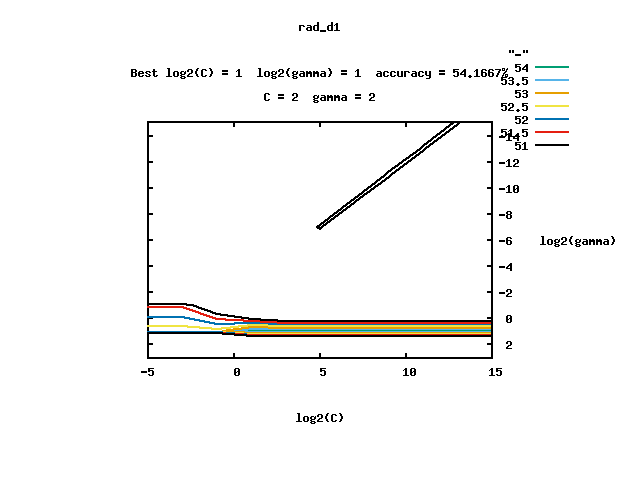 rad_d1
"-"
Best log2(C) = 1 log2(gamma) = 1 accuracy = 54.1667%
C = 2 gamma = 2
54
53.5
53
52.5
52
51.5
51
-14
-12
-10
-8
-6
-4
-2
0
2
log2(gamma)
-5 0 5 10 15
log2(C)